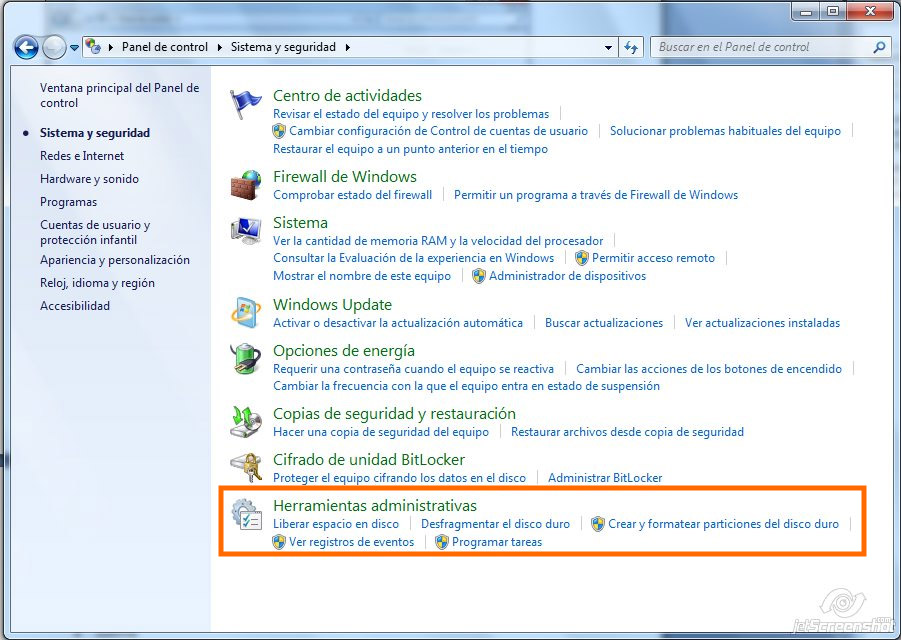 Panel de control
Sistema y seguridad
Buscar en el Panel de control
Ventana principal del Panel de
control
Sistema y seguridad
Redes e Internet
Hardware y sonido
Programas
Cuentas de usuario y
protección infantil
Apariencia y personalización
Reloj, idioma y región
Accesibilidad
Centro de actividades
Revisar el estado del equipo y resolver los problemas
Cambiar configuración de Control de cuentas de usuario
Solucionar problemas habituales del equipo
Restaurar el equipo a un punto anterior en el tiempo
Firewall de Windows
Comprobar estado del firewall
Permitir un programa a través de Firewall de Windows
Sistema
Ver la cantidad de memoria RAM y la velocidad del procesador
Consultar la Evaluación de la experiencia en Windows
Permitir acceso remoto
Mostrar el nombre de este equipo
Administrador de dispositivos
Windows Update
Activar o desactivar la actualización automática
Buscar actualizaciones
Ver actualizaciones instaladas
Opciones de energía
Requerir una contraseña cuando el equipo se reactiva
Cambiar las acciones de los botones de encendido
Cambiar la frecuencia con la que el equipo entra en estado de suspensión
Copias de seguridad y restauración
Hacer una copia de seguridad del equipo
Restaurar archivos desde copia de seguridad
Cifrado de unidad BitLocker
Proteger el equipo cifrando los datos en el disco
Administrar BitLocker
Herramientas administrativas
Liberar espacio en disco
Desfragmentar el disco duro
Crear y formatear particiones del disco duro
Ver registros de eventos
Programar tareas
jetScreenshot
.com